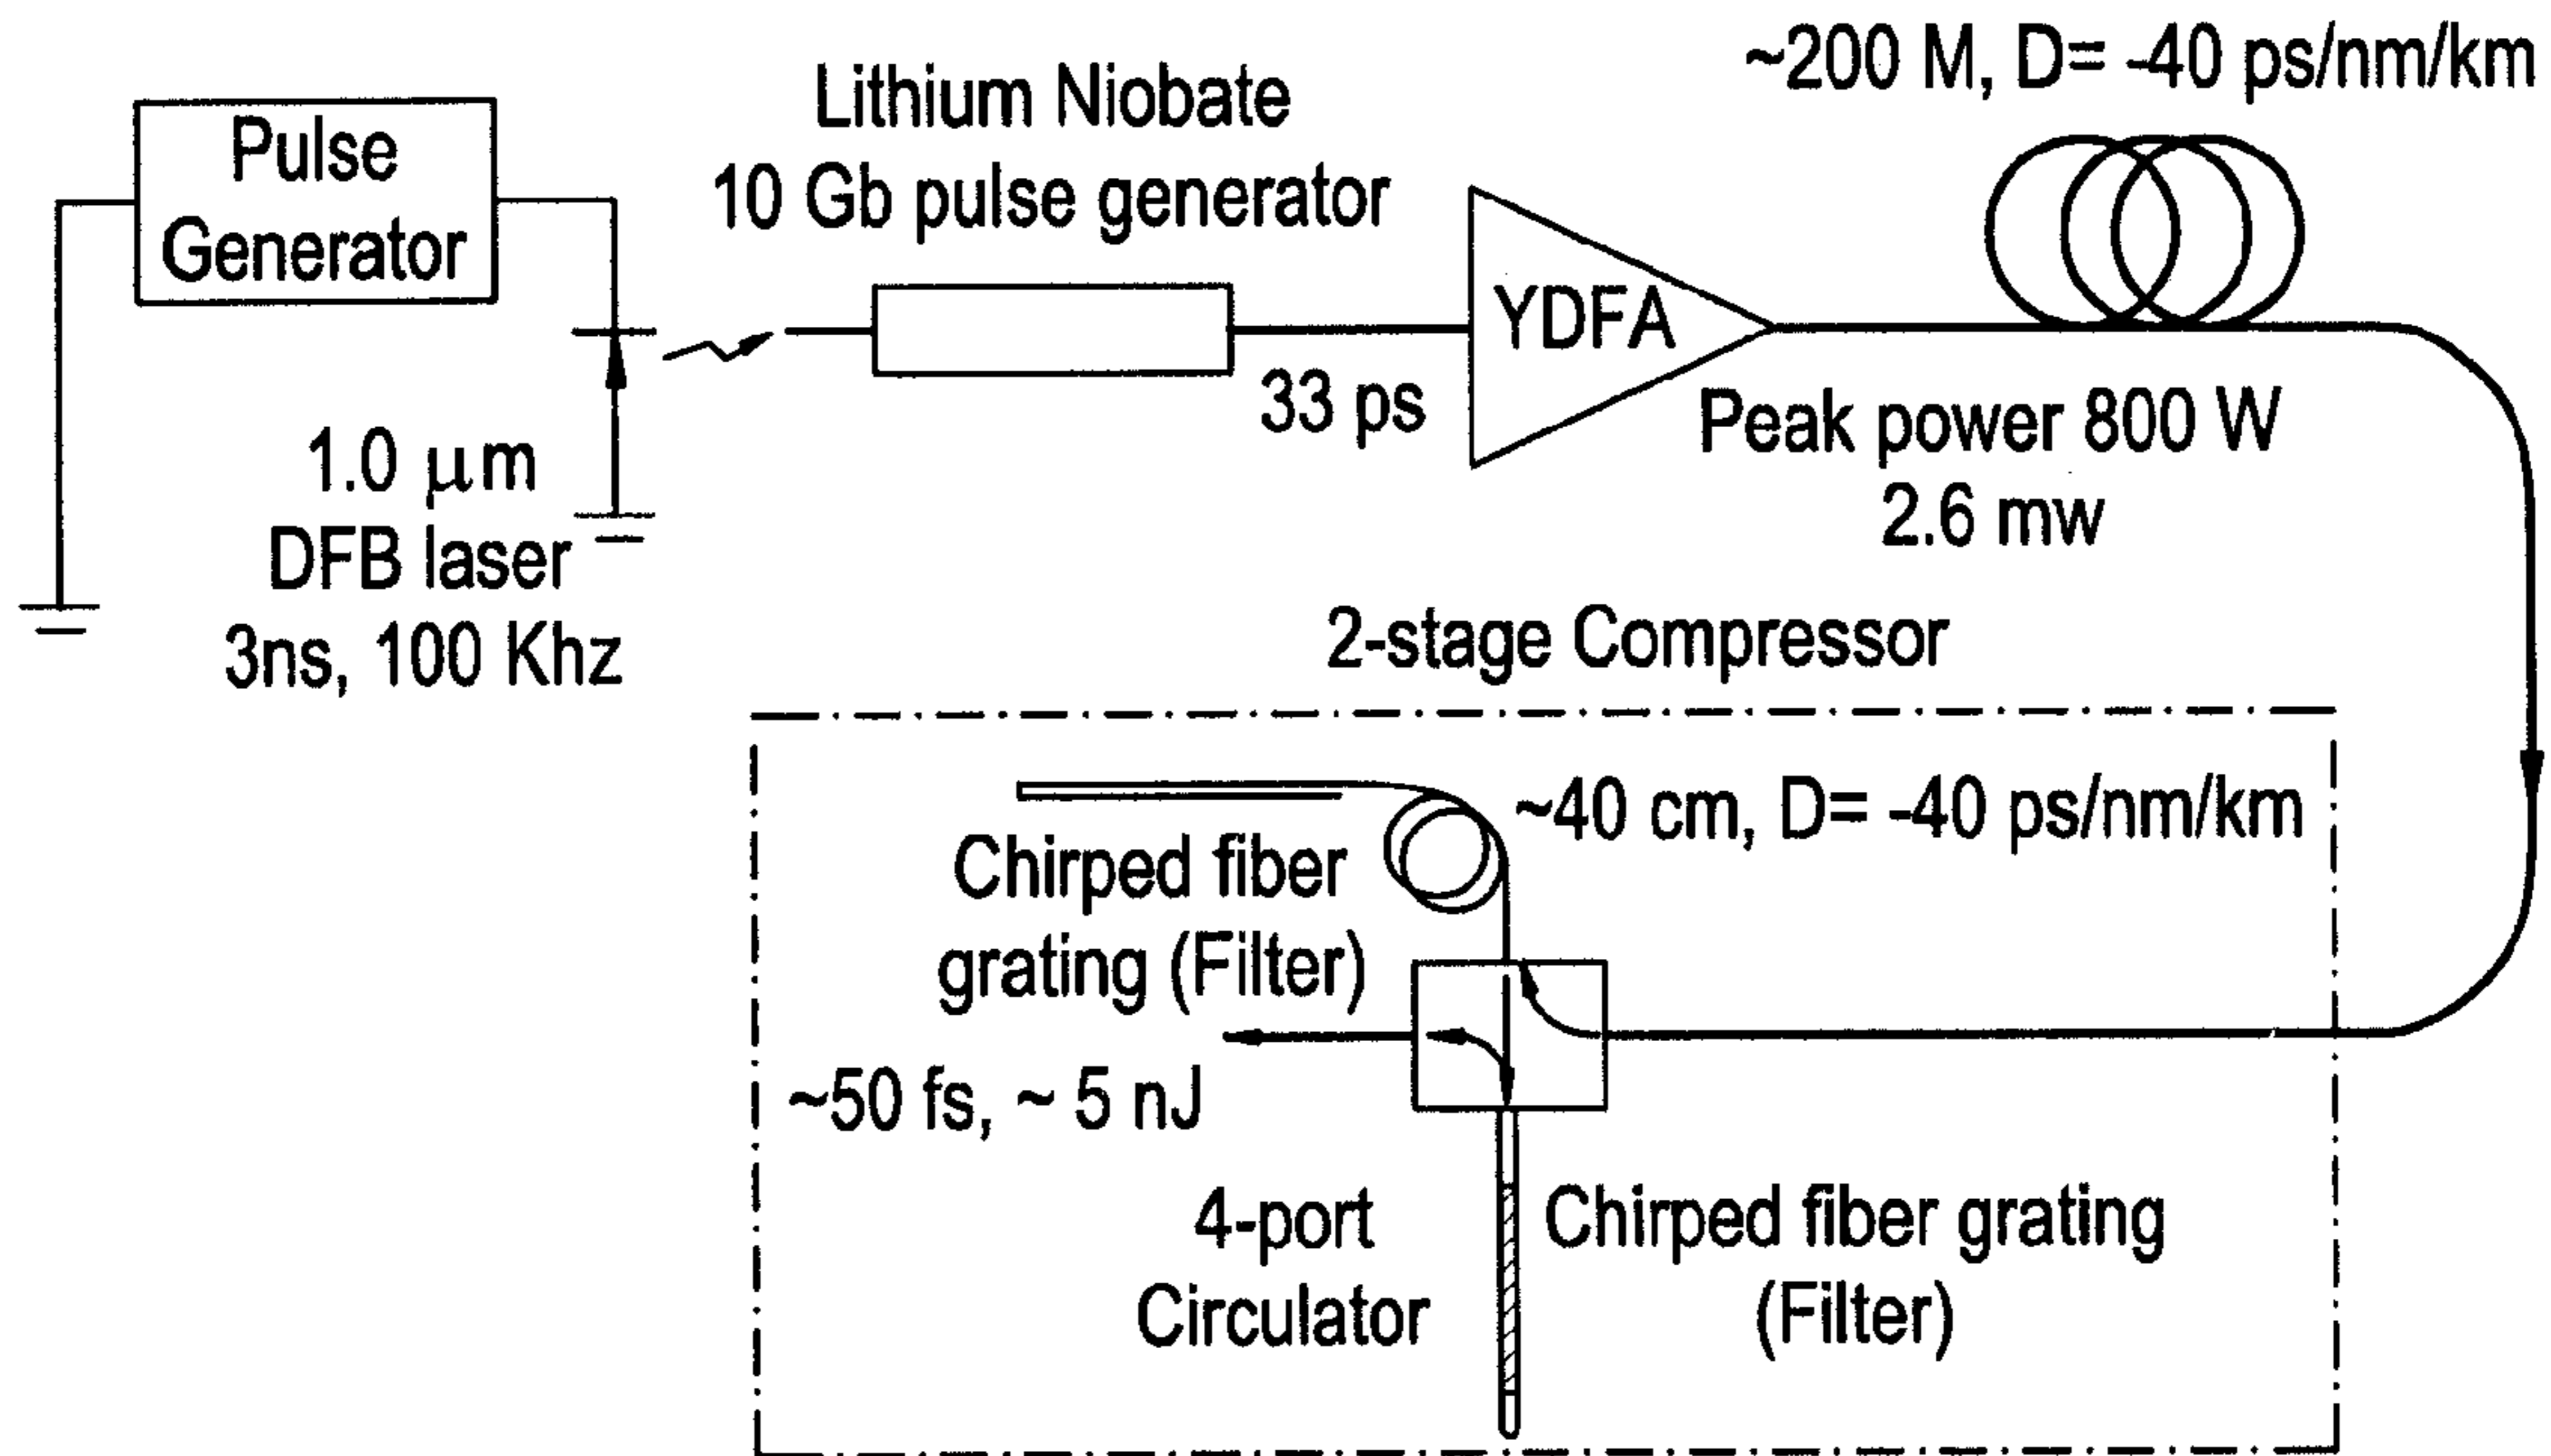 ~200 M, D= -40 ps/nm/km
Lithium Niobate
10 Gb pulse generator
Pulse
Generator
YDFA
33 ps
Peak power 800 W
2.6 mw
1.0 μm
DFB laser
3ns, 100 Khz
2-stage Compressor
~40 cm, D= -40 ps/nm/km
Chirped fiber
grating (Filter)
~50 fs, ~ 5 nJ
4-port
Circulator
Chirped fiber grating
(Filter)